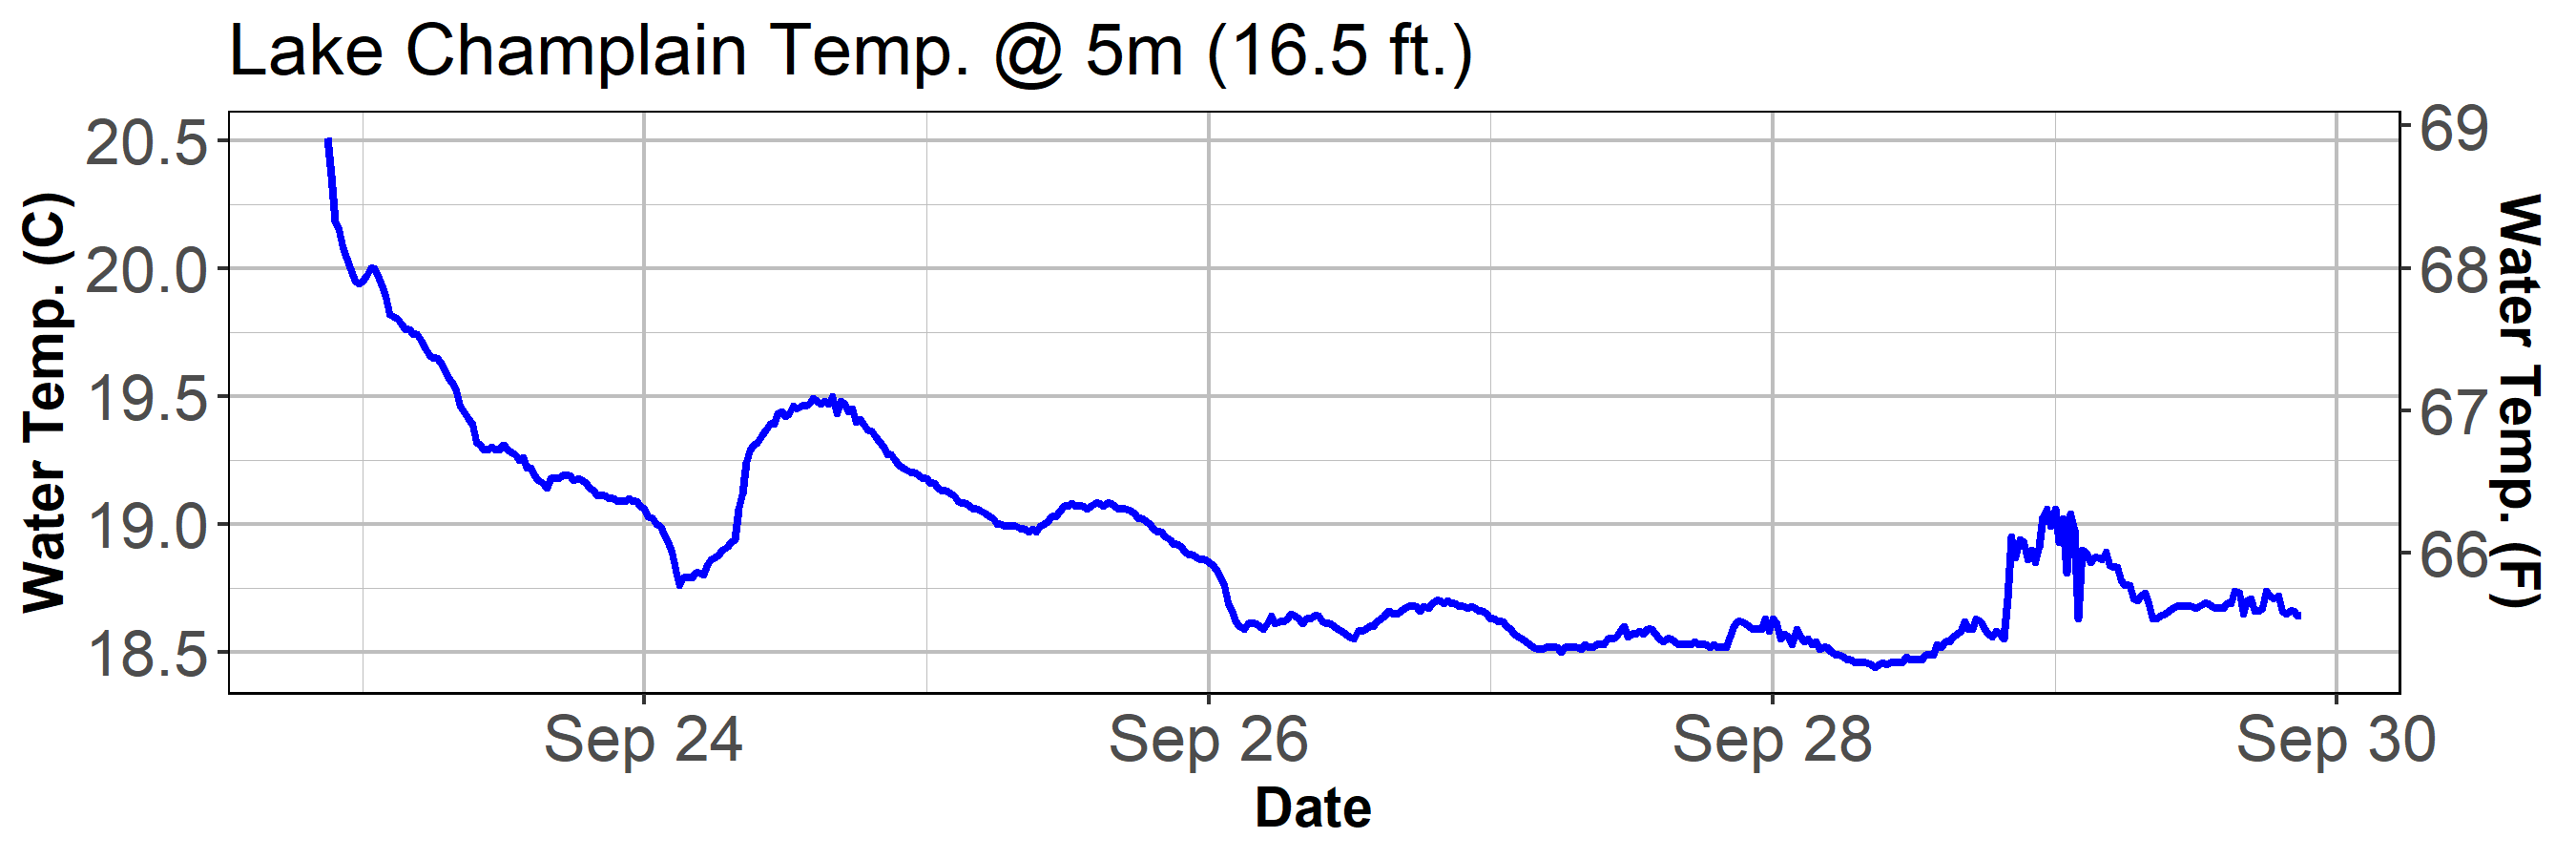 Lake Champlain Temp. @ 5m (16.5 ft.)
Water Temp. (C)
20.5
20.0
19.5
19.0
18.5
69
68
67
66
Water Temp. (F)
Sep 24
Sep 26
Sep 28
Sep 30
Date